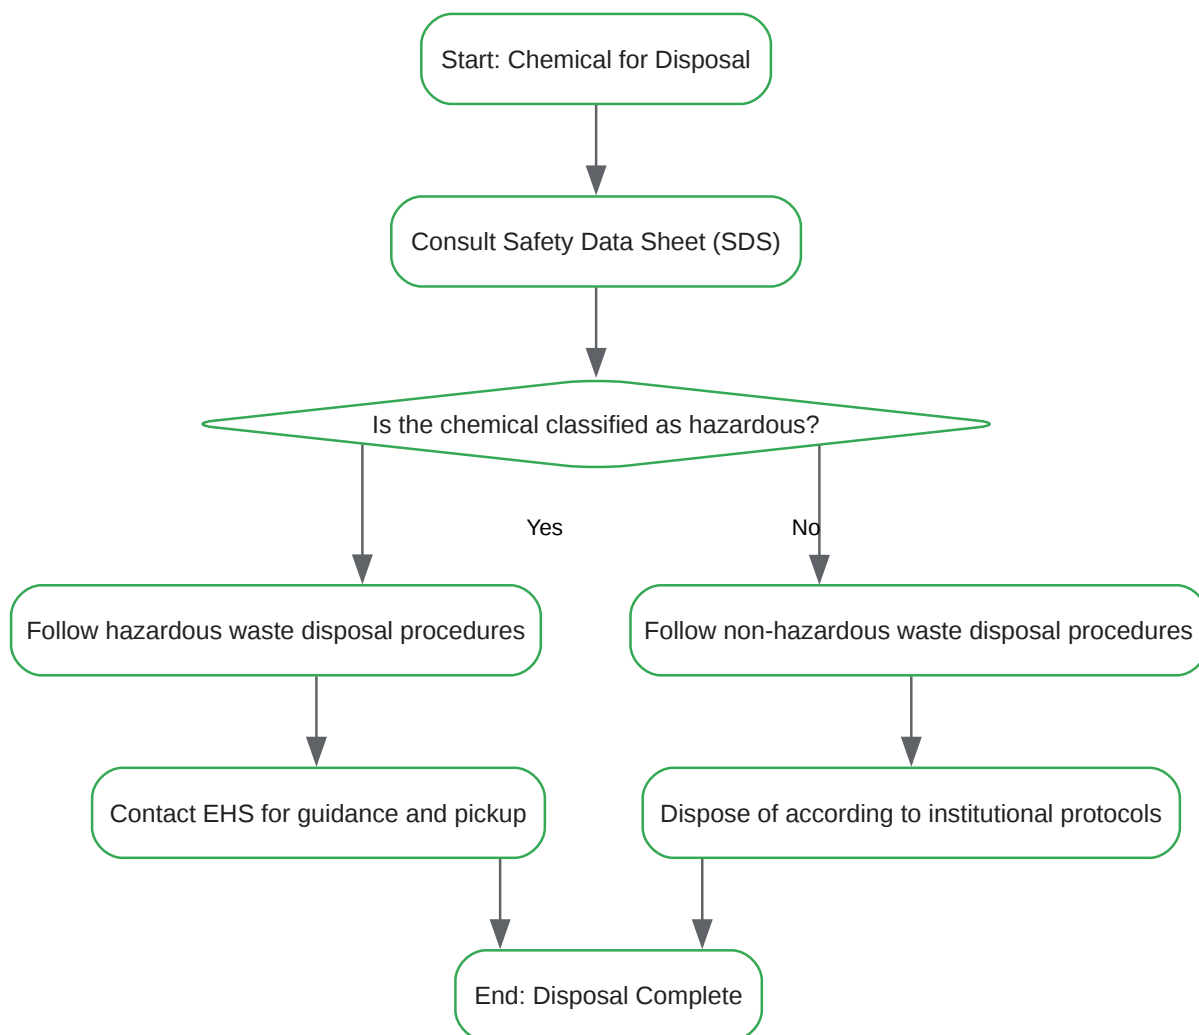 Start: Chemical for Disposal
Consult Safety Data Sheet (SDS)
Is the chemical classified as hazardous?
Yes
No
Follow hazardous waste disposal procedures
Follow non-hazardous waste disposal procedures
Contact EHS for guidance and pickup
Dispose of according to institutional protocols
End: Disposal Complete